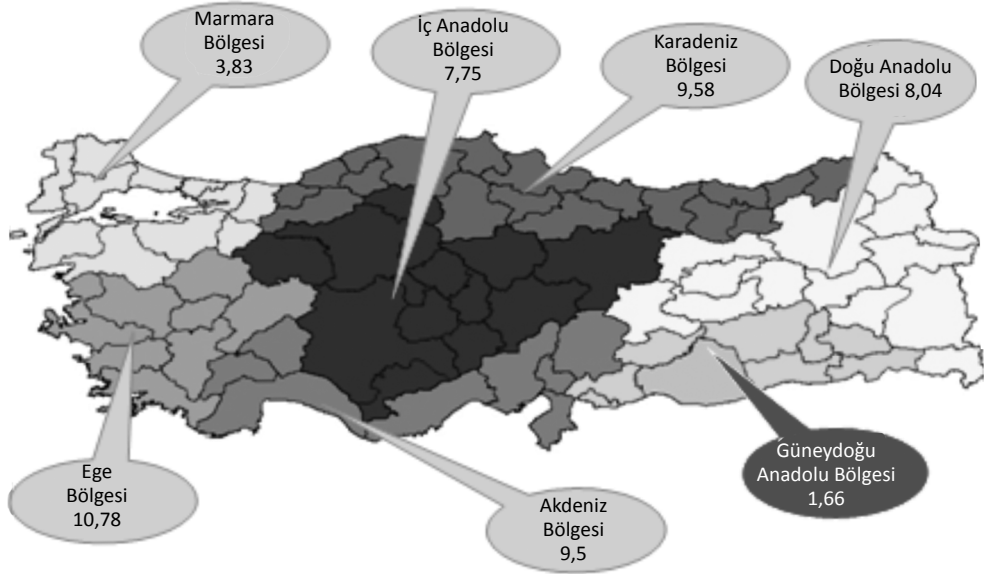 Marmara
Bölgesi
3,83
İç Anadolu
Bölgesi
7,75
Karadeniz
Bölgesi
9,58
Doğu Anadolu
Bölgesi 8,04
Ege
Bölgesi
10,78
Akdeniz
Bölgesi
9,5
Güneydoğu
Anadolu Bölgesi
1,66